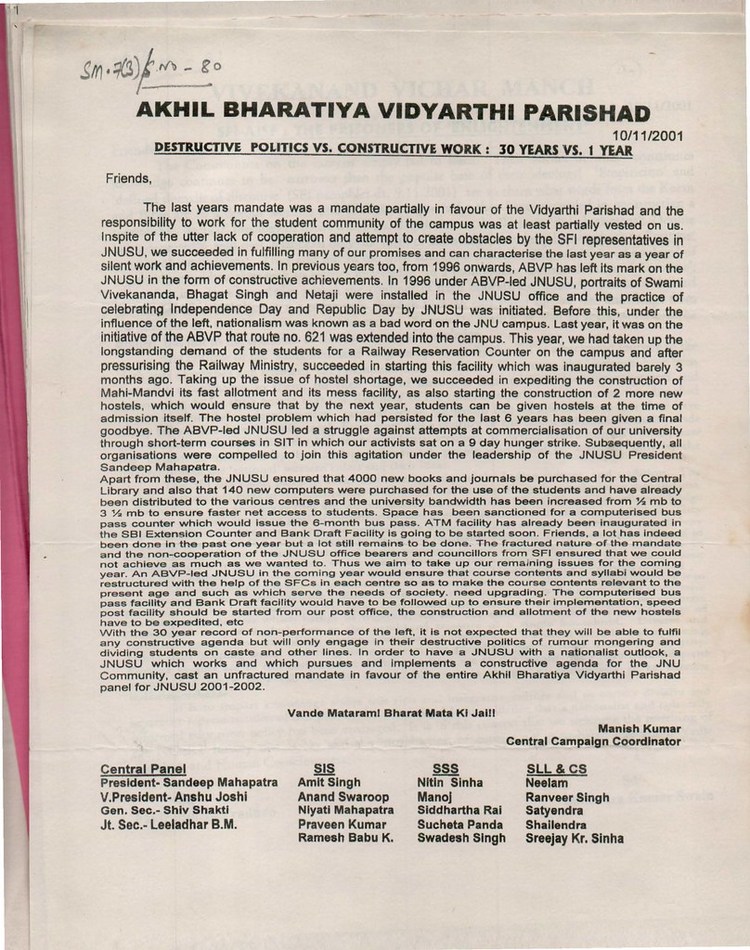 SM.7(3)/S.No - 80
AKHIL BHARATIYA VIDYARTHI PARISHAD
10/11/2001
DESTRUCTIVE POLITICS VS. CONSTRUCTIVE WORK : 30 YEARS VS. 1 YEAR
Friends,
The last years mandate was a mandate partially in favour of the Vidyarthi Parishad and the
responsibility to work for the student community of the campus was at least partially vested on us.
Inspite of the utter lack of cooperation and attempt to create obstacles by the SFI representatives in
JNUSU, we succeeded in fulfilling many of our promises and can characterise the last year as a year of
silent work and achievements. In previous years too, from 1996 onwards, ABVP has left its mark on the
JNUSU in the form of constructive achievements. In 1996 under ABVP-led JNUSU, portraits of Swami
Vivekananda, Bhagat Singh and Netaji were installed in the JNUSU office and the practice of
celebrating Independence Day and Republic Day by JNUSU was initiated. Before this, under the
influence of the left, nationalism was known as a bad word on the JNU campus. Last year, it was on the
initiative of the ABVP that route no. 621 was extended into the campus. This year, we had taken up the
longstanding demand of the students for a Railway Reservation Counter on the campus and after
pressurising the Railway Ministry, succeeded in starting this facility which was inaugurated barely 3
months ago. Taking up the issue of hostel shortage, we succeeded in expediting the construction of
Mahi-Mandvi its fast allotment and its mess facility, as also starting the construction of 2 more new
hostels, which would ensure that by the next year, students can be given hostels at the time of
admission itself. The hostel problem which had persisted for the last 6 years has been given a final
goodbye. The ABVP-led JNUSU led a struggle against attempts at commercialisation of our university
through short-term courses in SIT in which our activists sat on a 9 day hunger strike. Subsequently, all
organisations were compelled to join this agitation under the leadership of the JNUSU President
Sandeep Mahapatra.
Apart from these, the JNUSU ensured that 4000 new books and journals be purchased for the Central
Library and also that 140 new computers were purchased for the use of the students and have already
been distributed to the various centres and the university bandwidth has been increased from ½ mb to
3 ½ mb to ensure faster net access to students. Space has been sanctioned for a computerised bus
pass counter which would issue the 6-month bus pass. ATM facility has already been inaugurated in
the SBI Extension Counter and Bank Draft Facility is going to be started soon. Friends, a lot has indeed
been done in the past one year but a lot still remains to be done. The fractured nature of the mandate
and the non-cooperation of the JNUSU office bearers and councillors from SFI ensured that we could
not achieve as much as we wanted to. Thus we aim to take up our remaining issues for the coming
year. An ABVP-led JNUSU in the coming year would ensure that course contents and syllabi would be
restructured with the help of the SFCs in each centre so as to make the course contents relevant to the
present age and such as which serve the needs of society. need upgrading. The computerised bus
pass facility and Bank Draft facility would have to be followed up to ensure their implementation, speed
post facility should be started from our post office, the construction and allotment of the new hostels
have to be expedited, etc
With the 30 year record of non-performance of the left, it is not expected that they will be able to fulfil
any constructive agenda but will only engage in their destructive politics of rumour mongering and
dividing students on caste and other lines. In order to have a JNUSU with a nationalist outlook, a
JNUSU which works and which pursues and implements a constructive agenda for the JNU
Community, cast an unfractured mandate in favour of the entire Akhil Bharatiya Vidyarthi Parishad
panel for JNUSU 2001-2002.
Vande Mataram! Bharat Mata Ki Jai!!
Manish Kumar
Central Campaign Coordinator
Central Panel SIS SSS SLL & CS
President- Sandeep Mahapatra Amit Singh Nitin Sinha Neelam
V.President- Anshu Joshi Anand Swaroop Manoj Ranveer Singh
Gen. Sec.- Shiv Shakti Niyati Mahapatra Siddhartha Rai Satyendra
Jt. Sec.- Leeladhar B.M. Praveen Kumar Sucheta Panda Shailendra
Ramesh Babu K. Swadesh Singh Sreejay Kr. Sinha